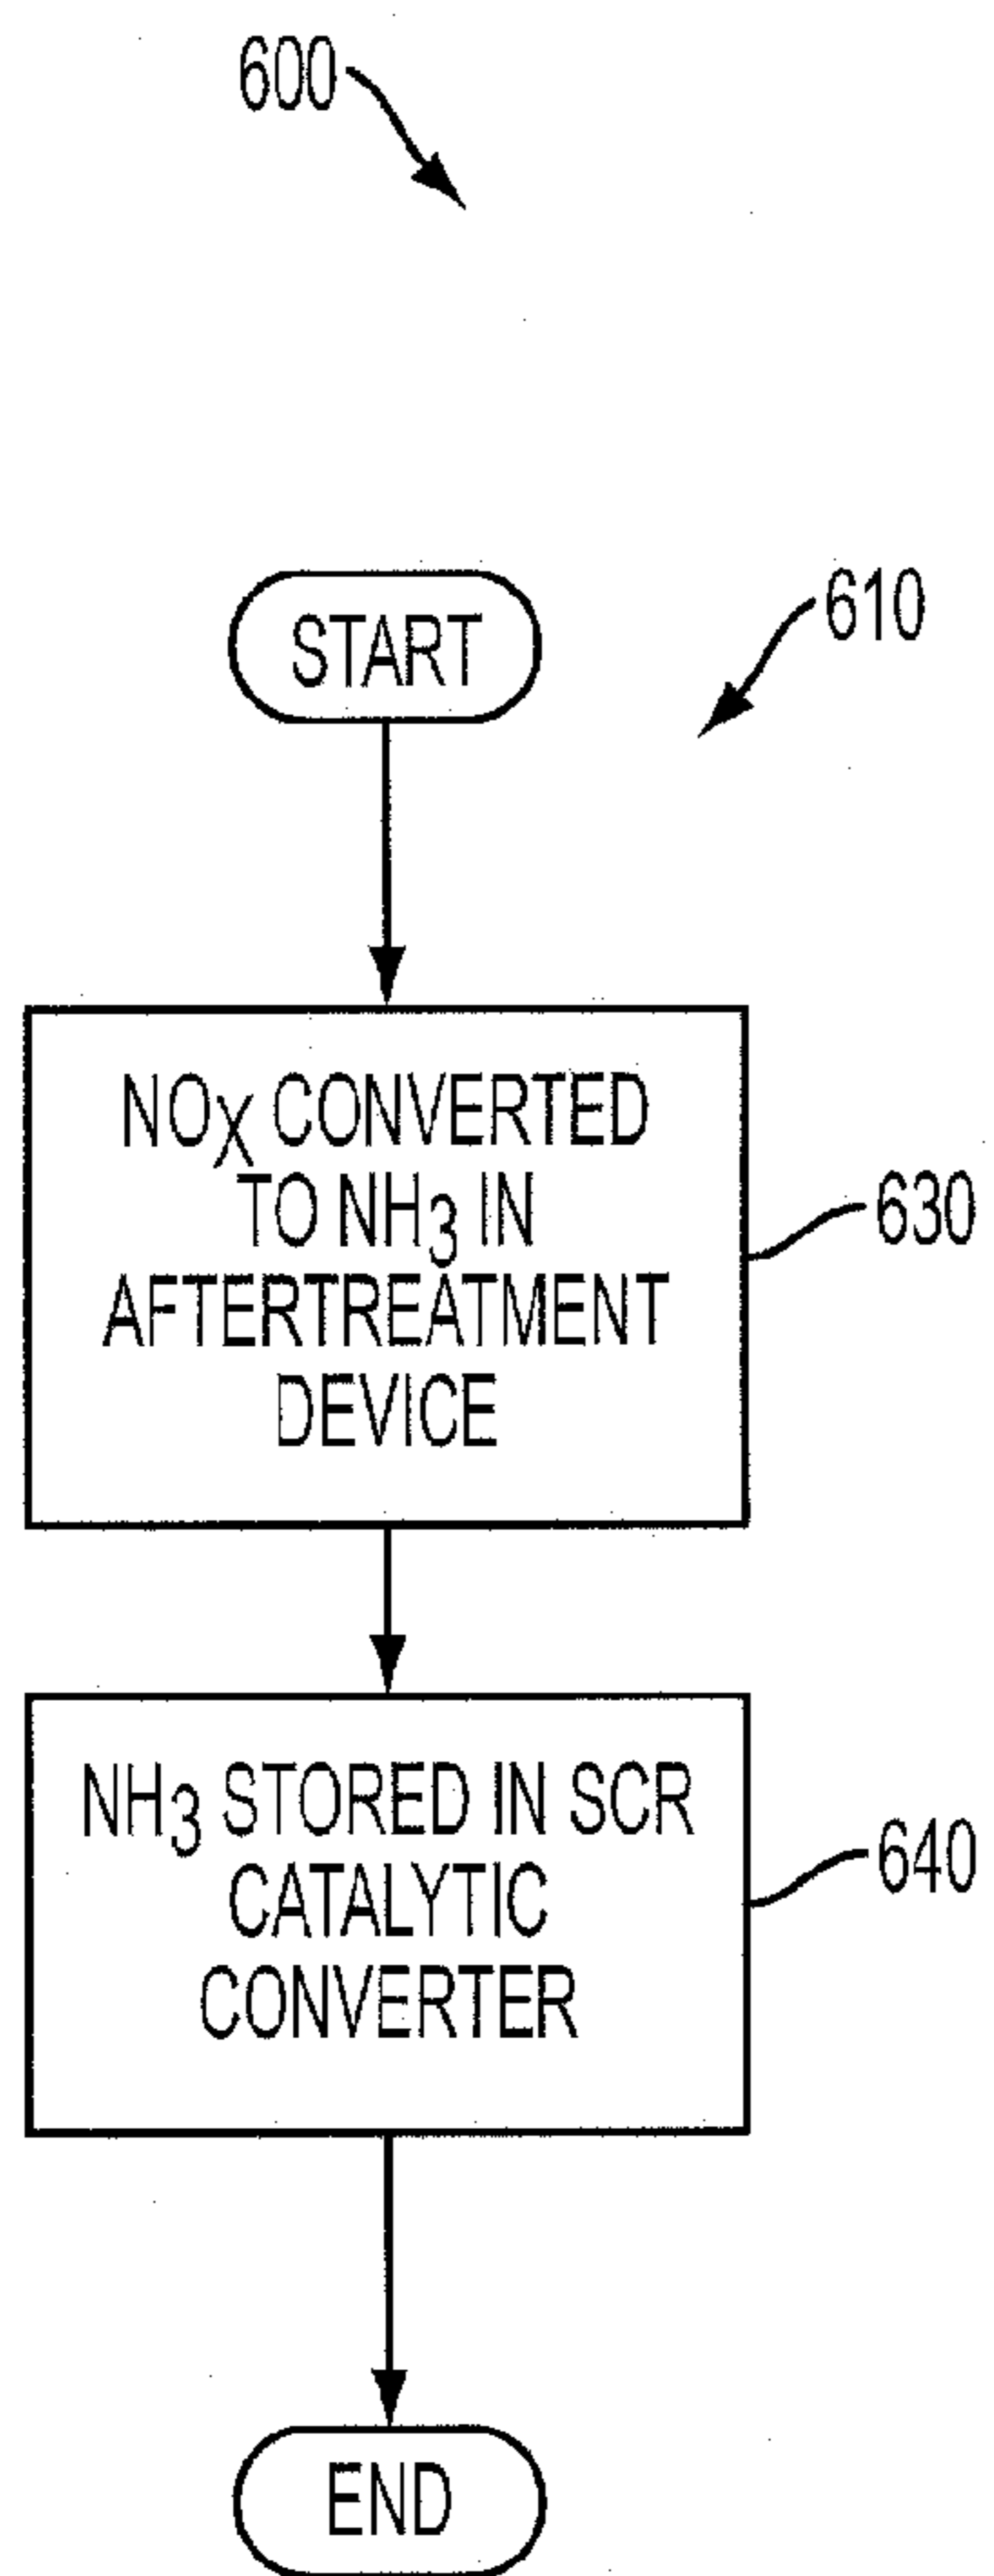 600
START
610
NOX CONVERTED
TO NH3 IN
AFTERTREATMENT
DEVICE
630
NH3 STORED IN SCR
CATALYTIC
CONVERTER
640
END